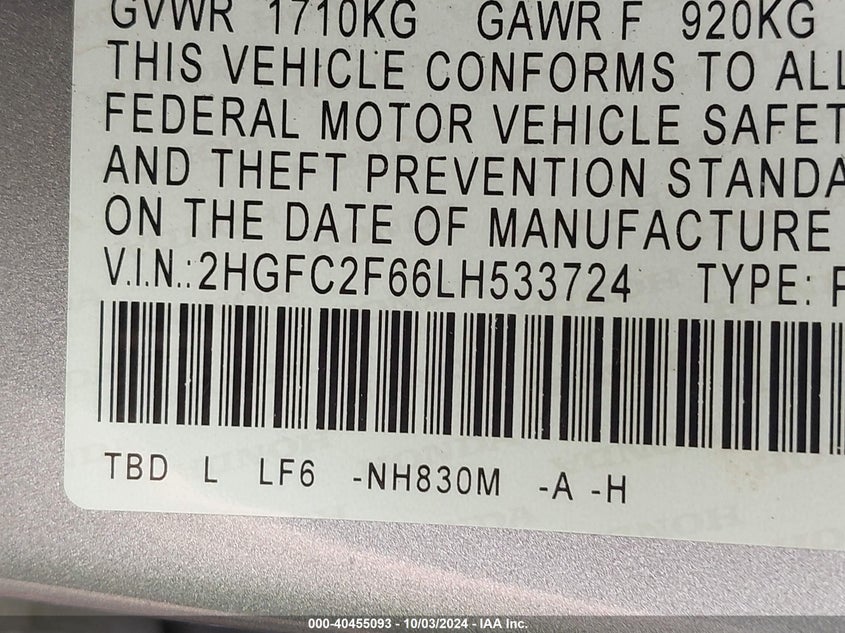 GVWR 1710KG GAWR F 920KG
THIS VEHICLE CONFORMS TO ALL
FEDERAL MOTOR VEHICLE SAFET
AND THEFT PREVENTION STANDA
ON THE DATE OF MANUFACTURE
V.I.N.:2HGFC2F66LH533724 TYPE: P
TBD L LF6 -NH830M -A -H
000-40455093 - 10/03/2024 - IAA Inc.